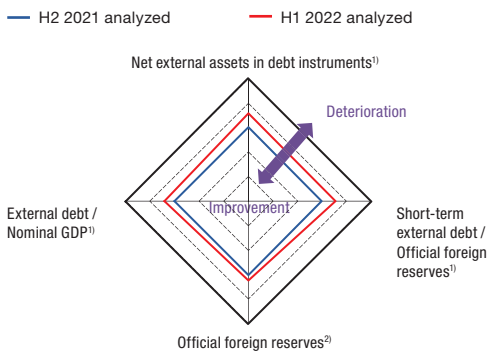 H2 2021 analyzed
H1 2022 analyzed
Net external assets in debt instruments1)
Deterioration
Improvement
External debt /
Nominal GDP1)
Short-term
external debt /
Official foreign
reserves1)
Official foreign reserves2)